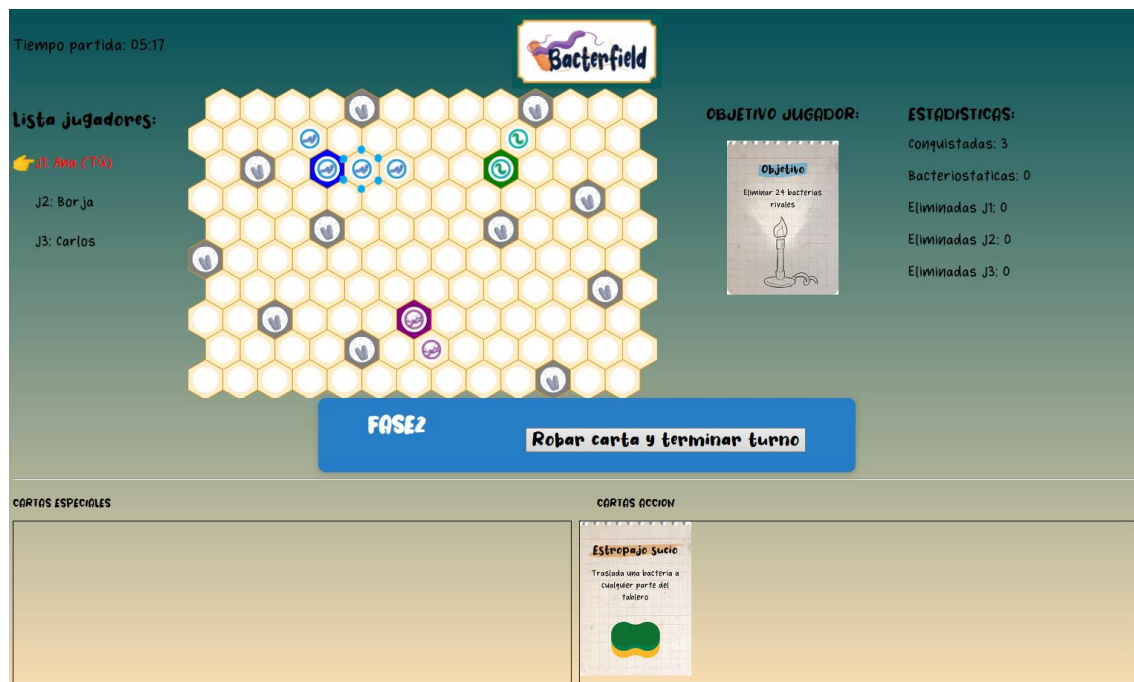 Tiempo partida: 05:17
Bacterfield
Lista jugadores:
J1: Ana (Tú)
J2: Borja
J3: Carlos
OBJETIVO JUGADOR:
Objetivo
Eliminar 24 bacterias
rivales
ESTADISTICAS:
Conquistadas: 3
Bacteriostaticas: 0
Eliminadas J1: 0
Eliminadas J2: 0
Eliminadas J3: 0
FASE2
Robar carta y terminar turno
CARTAS ESPECIALES
CARTAS ACCION
Estropajo sucio
Traslada una bacteria a
cualquier parte del
tablero